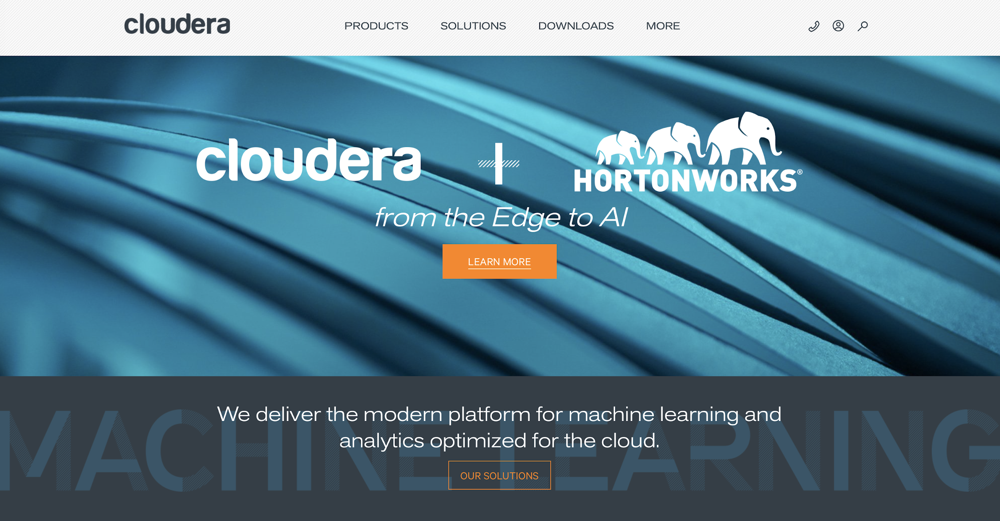 cloudera
PRODUCTS
SOLUTIONS
DOWNLOADS
MORE
cloudera
HORTONWORKS®
from the Edge to AI
LEARN MORE
MACHINE LEARNING
We deliver the modern platform for machine learning and
analytics optimized for the cloud.
OUR SOLUTIONS